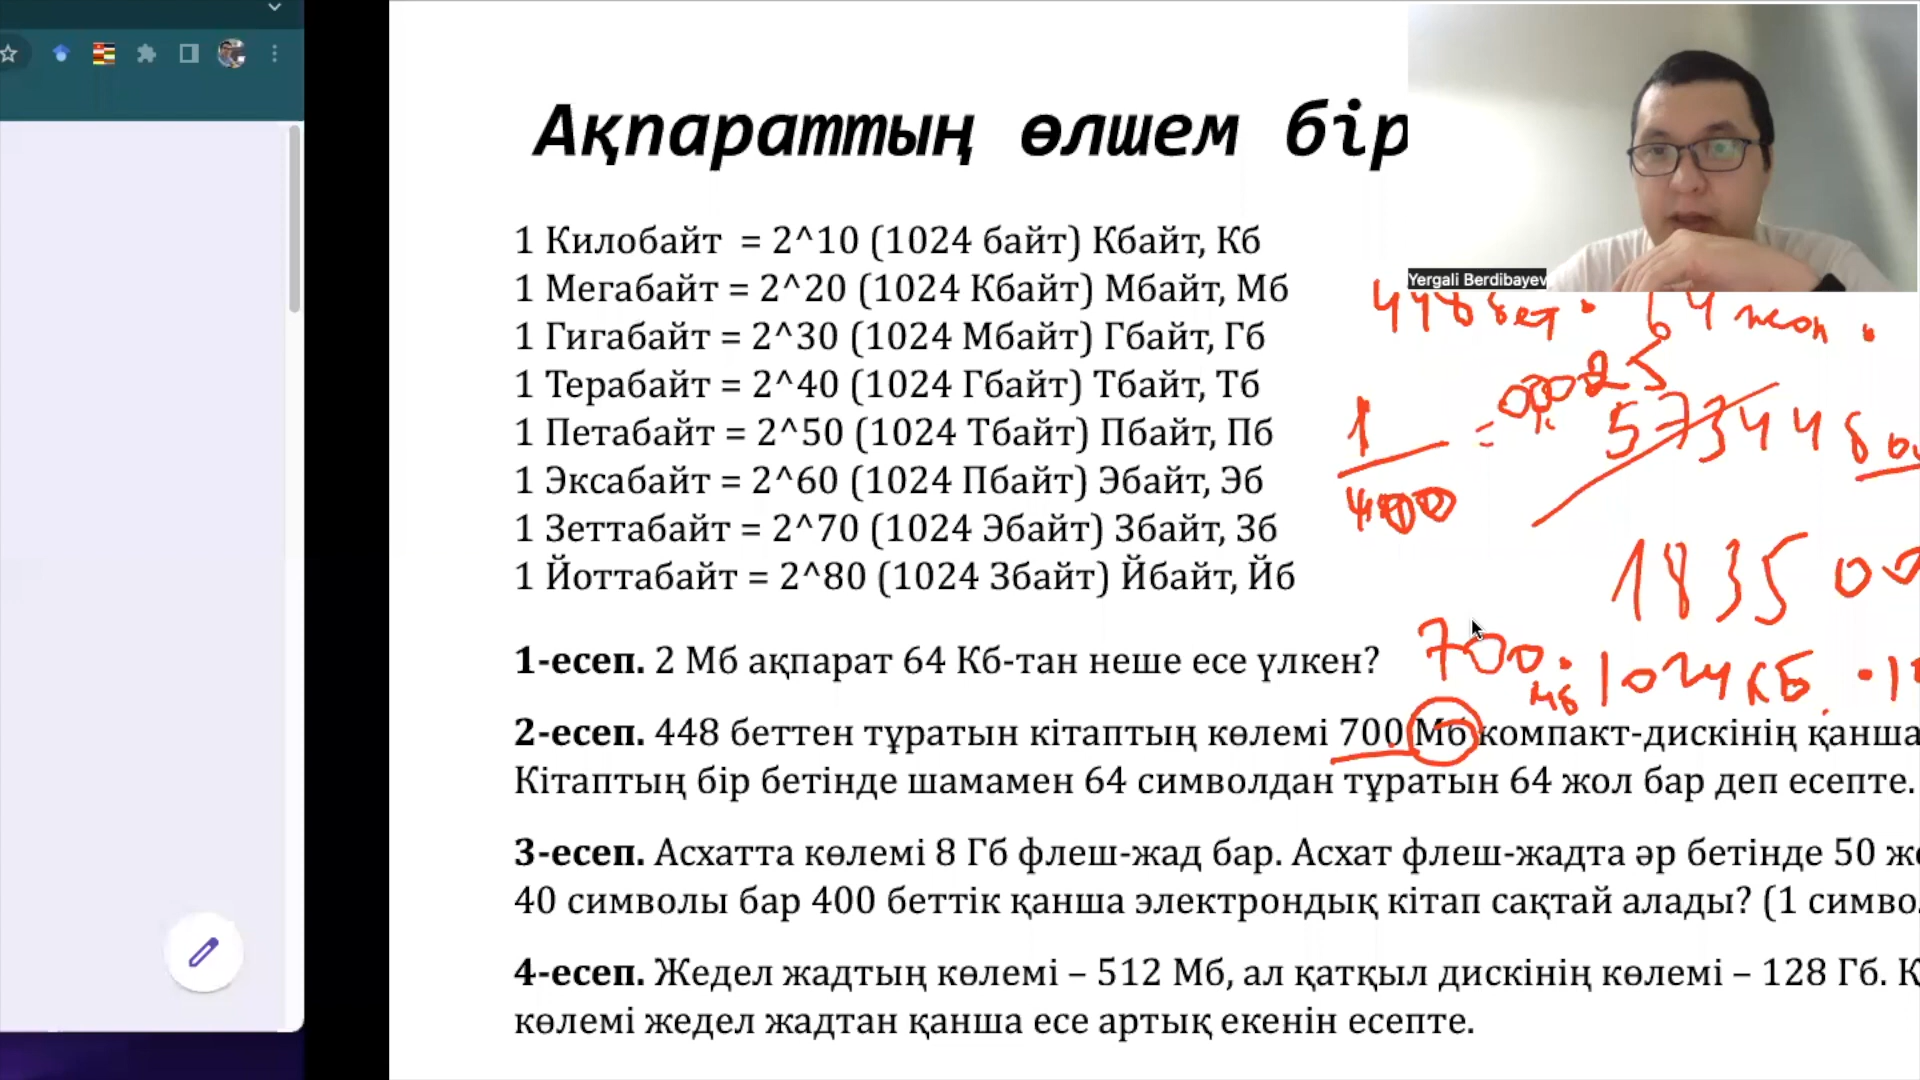 Ақпараттың өлшем бір
1 Килобайт = 2^10 (1024 байт) Кбайт, Кб
1 Мегабайт = 2^20 (1024 Кбайт) Мбайт, Мб
1 Гигабайт = 2^30 (1024 Мбайт) Гбайт, Гб
1 Терабайт = 2^40 (1024 Гбайт) Тбайт, Тб
1 Петабайт = 2^50 (1024 Тбайт) Пбайт, Пб
1 Эксабайт = 2^60 (1024 Пбайт) Эбайт, Эб
1 Зеттабайт = 2^70 (1024 Эбайт) Збайт, Зб
1 Йоттабайт = 2^80 (1024 Збайт) Йбайт, Йб
Yergali Berdibayev
448 бет · 64 жол ·
1/400 =
573448
1835 00
700 Мб · 1024 КБ · 1
1-есеп. 2 Мб ақпарат 64 Кб-тан неше есе үлкен?
2-есеп. 448 беттен тұратын кітаптың көлемі 700 Мб компакт-дискінің қанша
Кітаптың бір бетінде шамамен 64 символдан тұратын 64 жол бар деп есепте.
3-есеп. Асхатта көлемі 8 Гб флеш-жад бар. Асхат флеш-жадта әр бетінде 50
40 символы бар 400 беттік қанша электрондық кітап сақтай алады? (1 симво
4-есеп. Жедел жадтың көлемі – 512 Мб, ал қатқыл дискінің көлемі – 128 Гб.
көлемі жедел жадтан қанша есе артық екенін есепте.